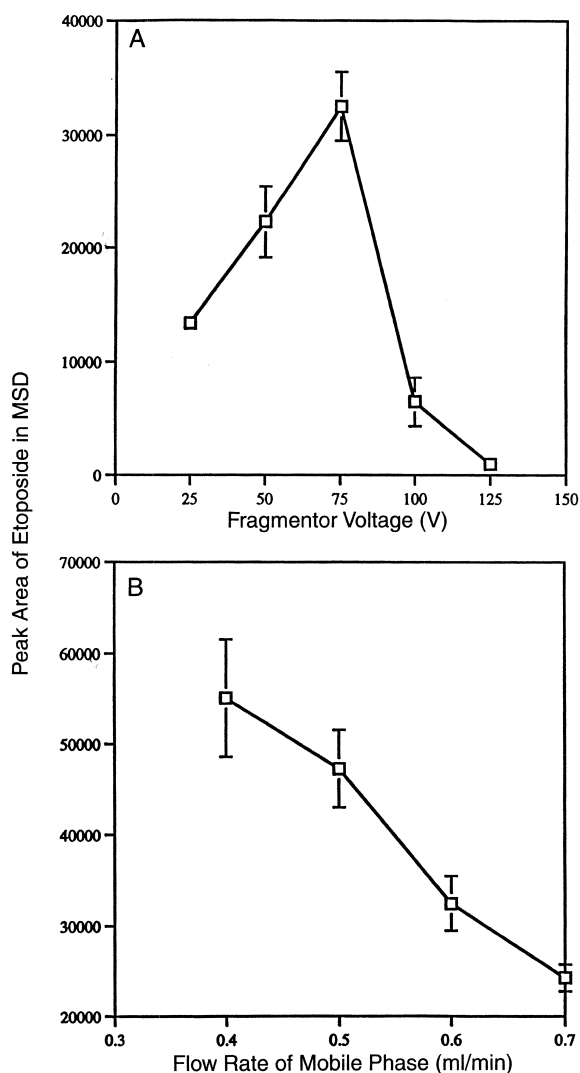 A
40000
30000
20000
10000
0
0 25 50 75 100 125 150
Fragmentor Voltage (V)
Peak Area of Etoposide in MSD
B
70000
60000
50000
40000
30000
20000
0.3 0.4 0.5 0.6 0.7
Flow Rate of Mobile Phase (ml/min)